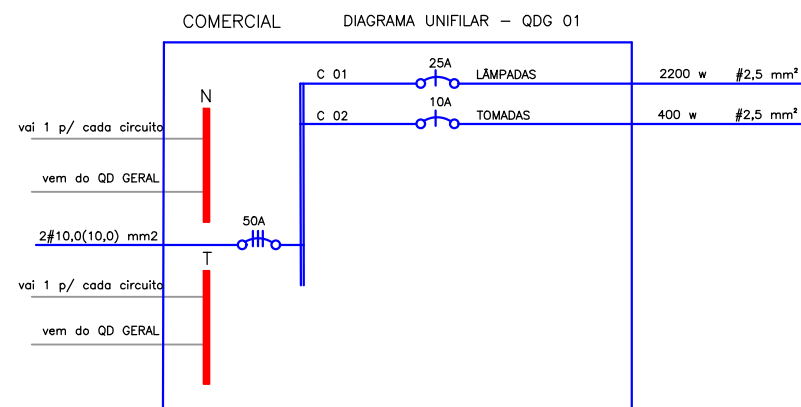 COMERCIAL DIAGRAMA UNIFILAR - QDG 01
C 01 25A LÂMPADAS 2200 w #2,5 mm²
C 02 10A TOMADAS 400 w #2,5 mm²
N
vai 1 p/ cada circuito
vem do QD GERAL
2#10,0(10,0) mm2 50A
T
vai 1 p/ cada circuito
vem do QD GERAL